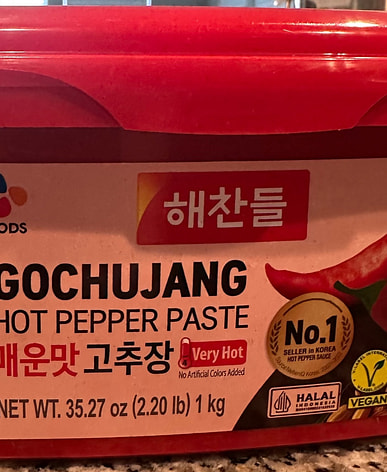 해찬들
ODS
GOCHUJANG
HOT PEPPER PASTE
매운맛 고추장 Very Hot
No Artificial Colors Added
NET WT. 35.27 oz (2.20 lb) 1 kg
No.1
SELLER IN KOREA
HOT PEPPER SAUCE
HALAL
INDONESIA
VEGAN